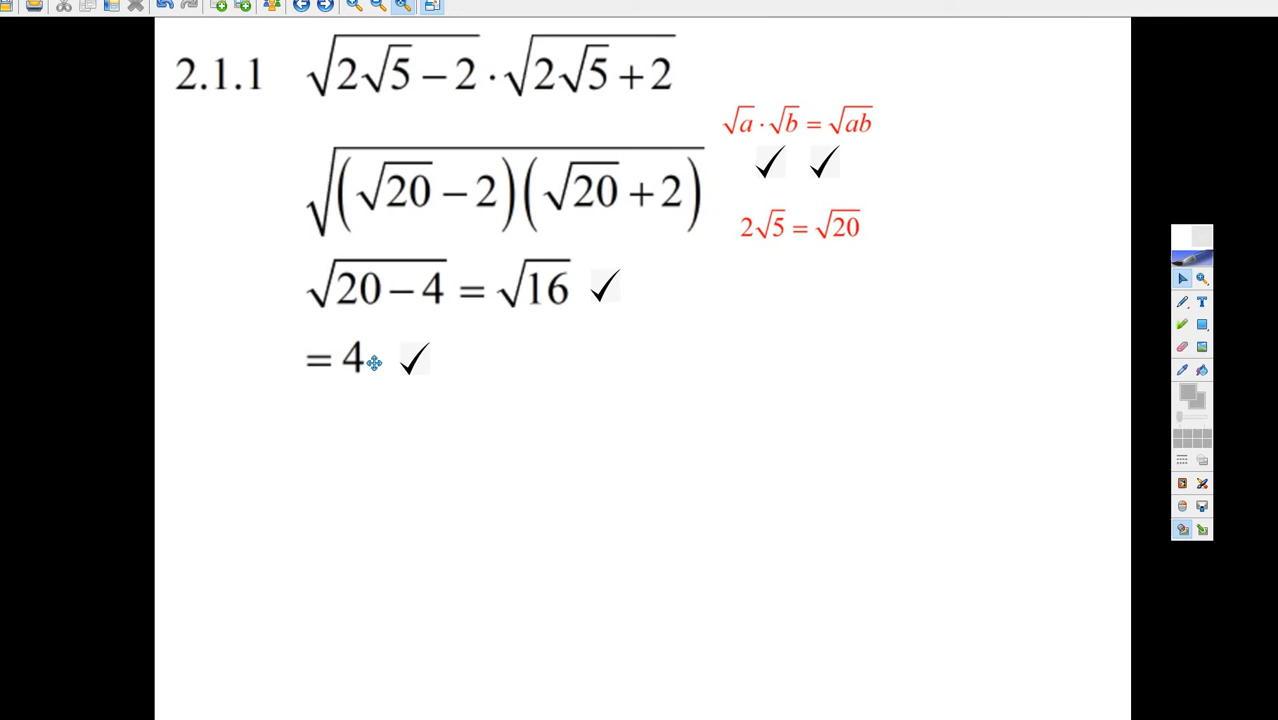 2.1.1 √(2√5 − 2) · √(2√5 + 2)
√a · √b = √ab
√((√20 − 2)(√20 + 2)) ✓ ✓
2√5 = √20
√(20 − 4) = √16 ✓
= 4 ✓